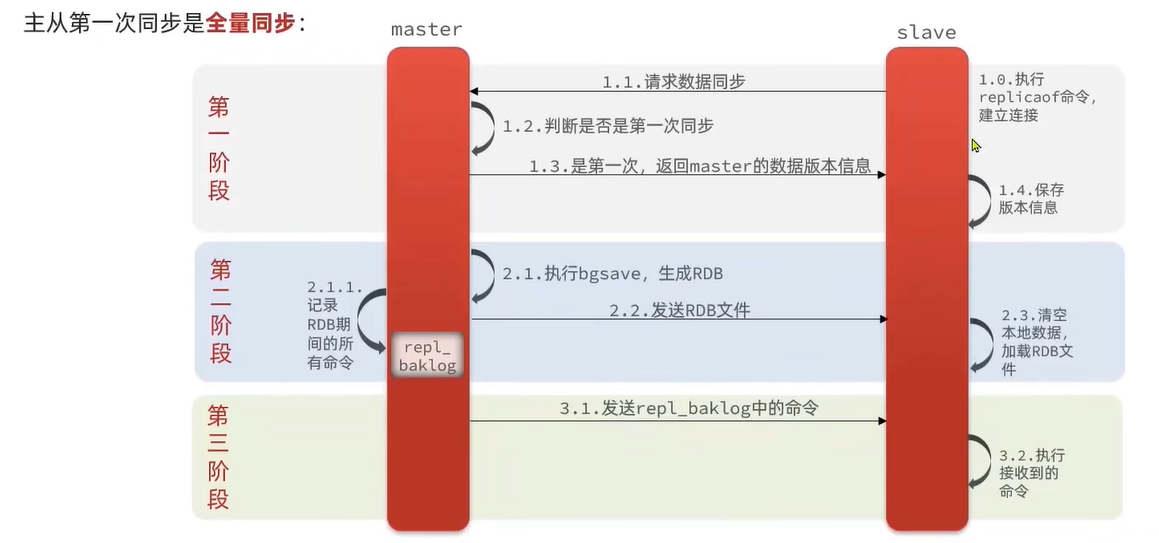 主从第一次同步是全量同步：
master
slave
第
一
阶
段
1.0.执行
replicaof命令，
建立连接
1.1.请求数据同步
1.2.判断是否是第一次同步
1.3.是第一次，返回master的数据版本信息
1.4.保存
版本信息
第
二
阶
段
2.1.执行bgsave，生成RDB
2.1.1.
记录
RDB期
间的所
有命令
repl_
baklog
2.2.发送RDB文件
2.3.清空
本地数据，
加载RDB文
件
第
三
阶
段
3.1.发送repl_baklog中的命令
3.2.执行
接收到的
命令